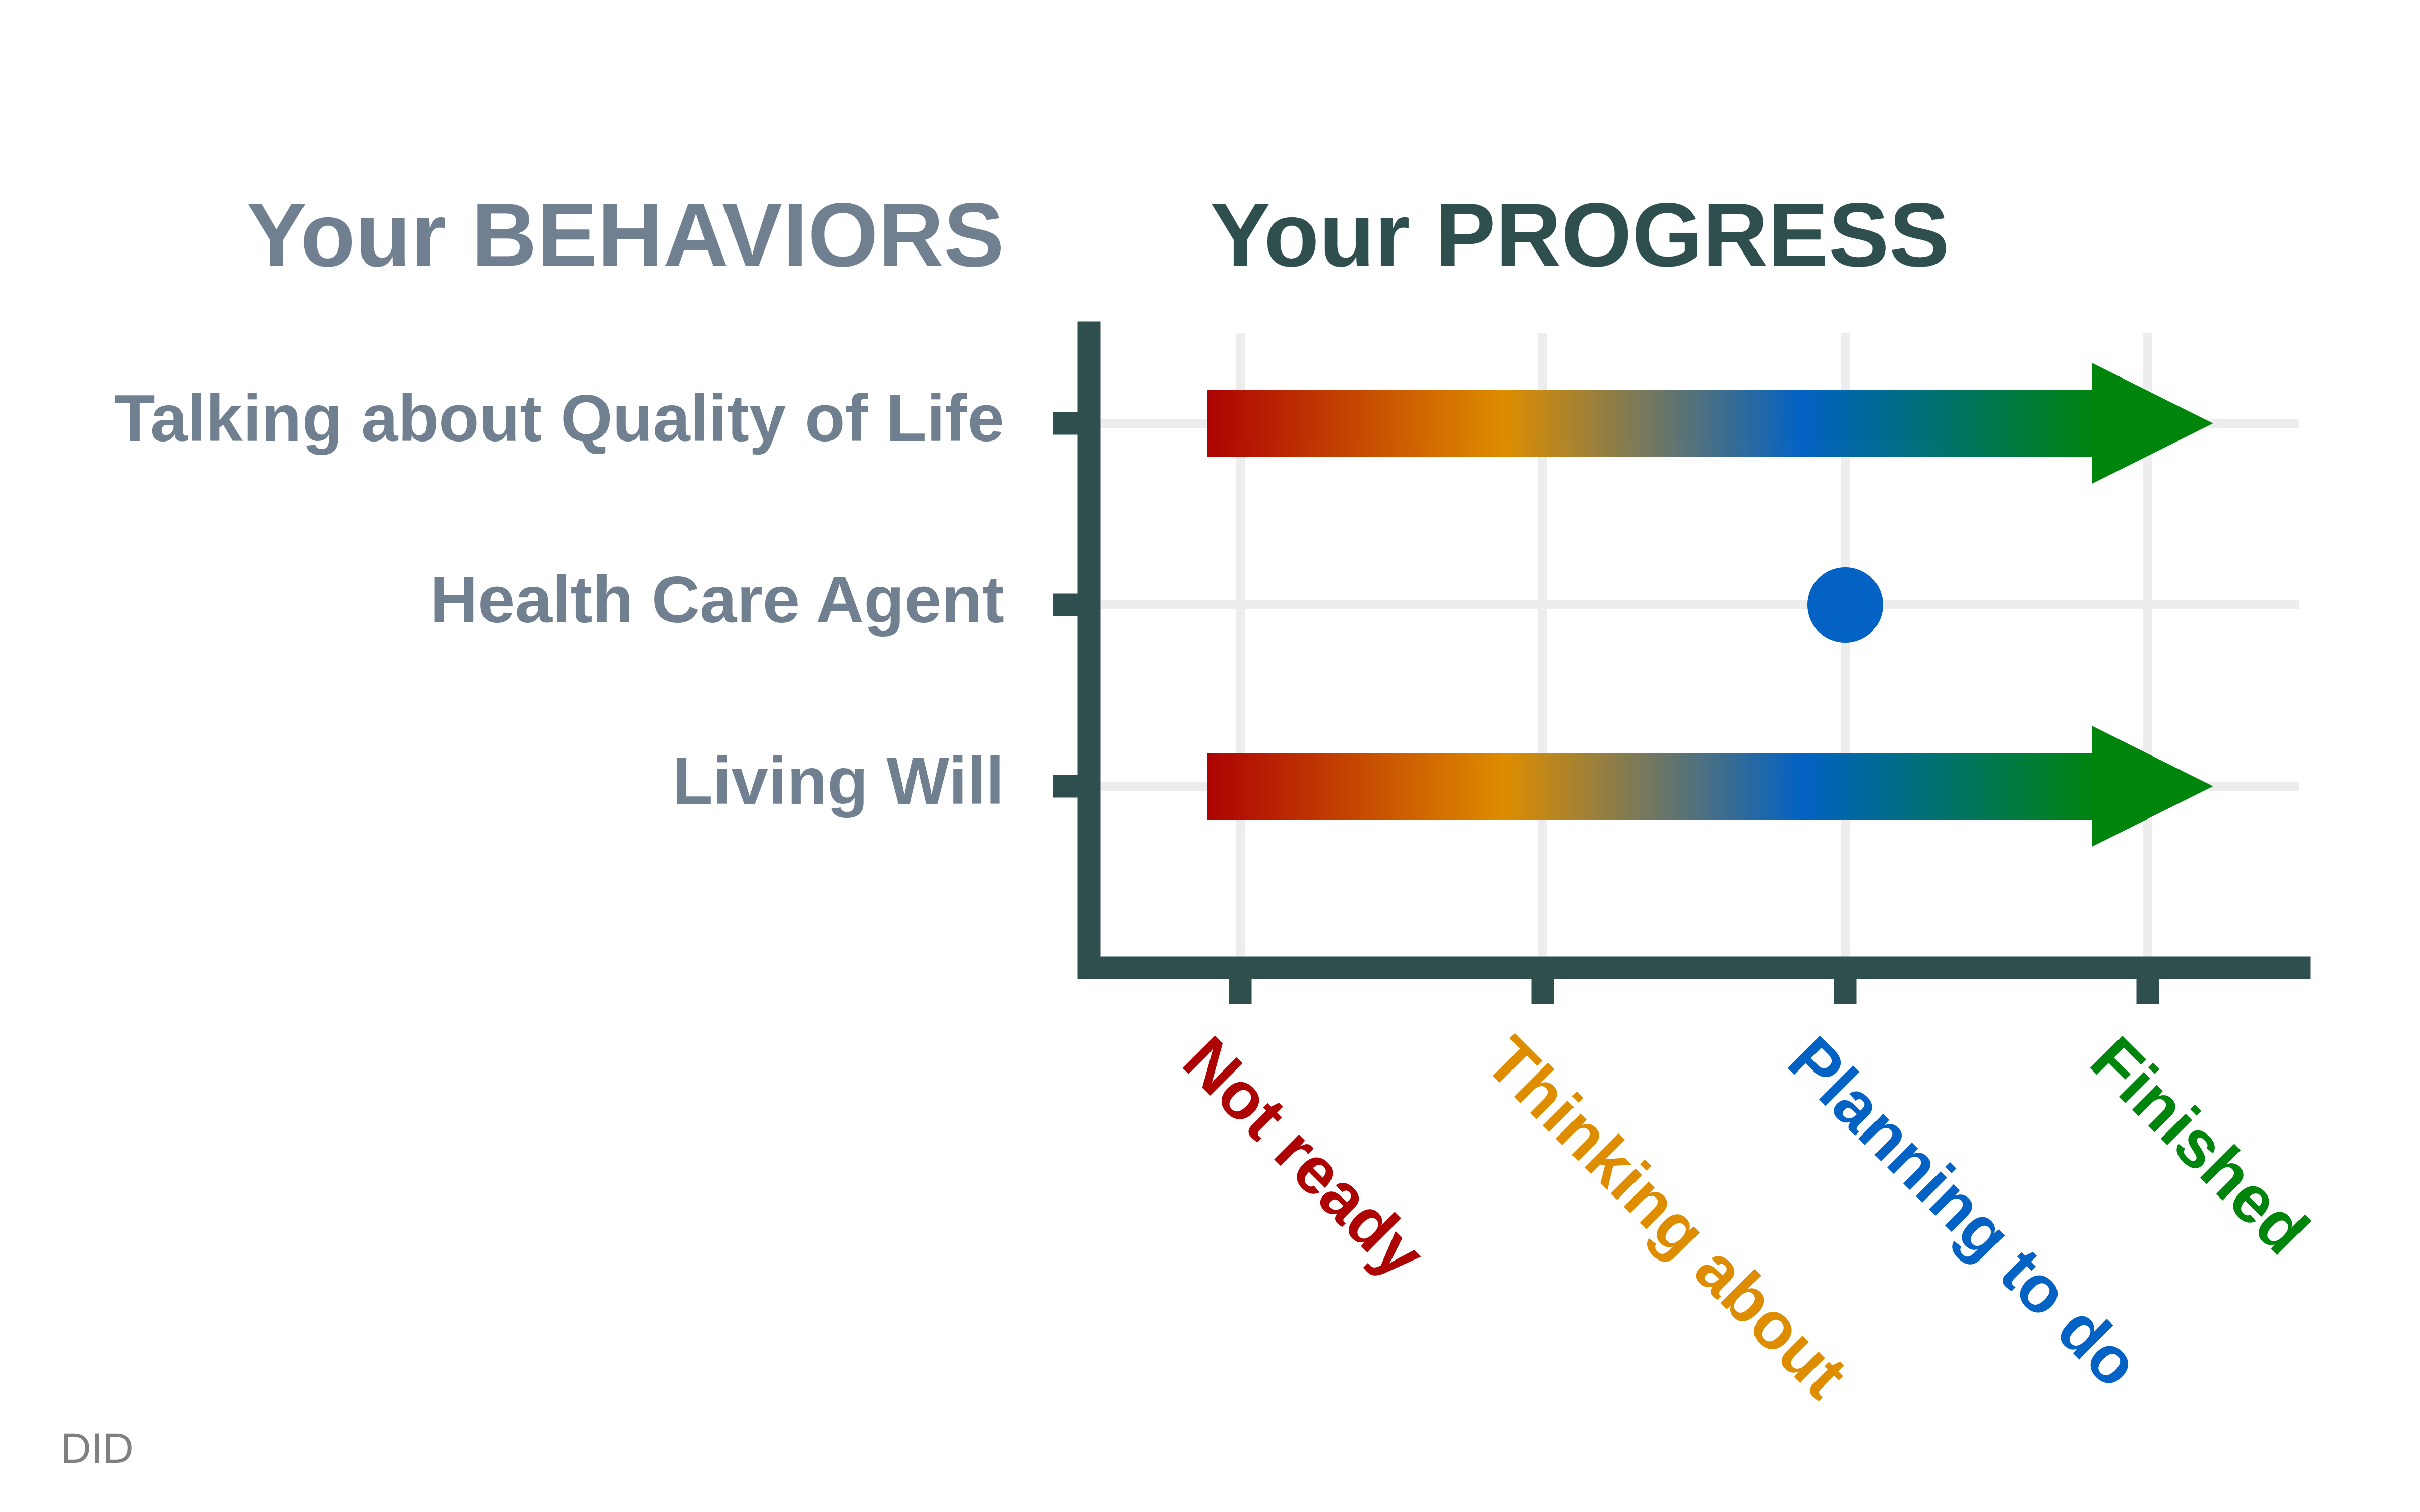 Your BEHAVIORS
Your PROGRESS
Talking about Quality of Life
Health Care Agent
Living Will
Not ready
Thinking about
Planning to do
Finished
DID